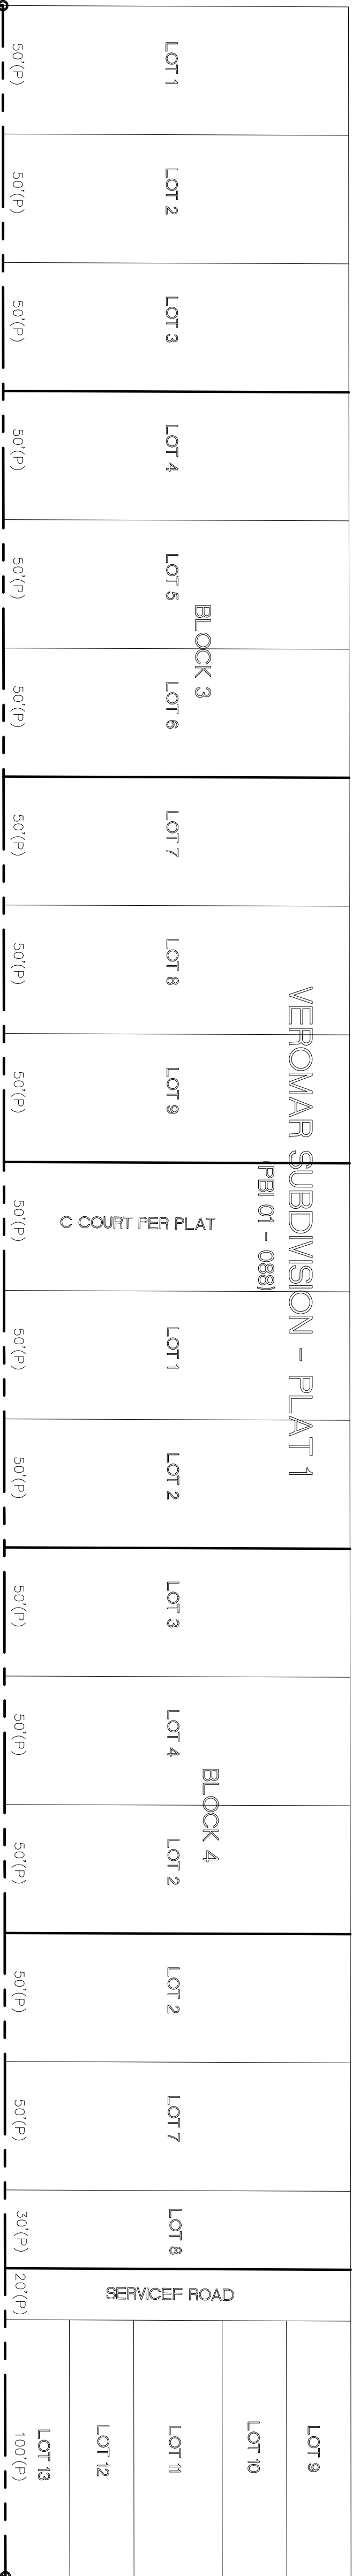 LOT 1
50'(P)
LOT 2
50'(P)
LOT 3
50'(P)
LOT 4
50'(P)
LOT 5
50'(P)
BLOCK 3
LOT 6
50'(P)
LOT 7
50'(P)
LOT 8
50'(P)
LOT 9
50'(P)
VEROMAR SUBDIVISION - PLAT 1
(PBI 01 - 088)
C COURT PER PLAT
50'(P)
LOT 1
50'(P)
LOT 2
50'(P)
LOT 3
50'(P)
LOT 4
50'(P)
BLOCK 4
LOT 2
50'(P)
LOT 2
50'(P)
LOT 7
50'(P)
LOT 8
30'(P)
SERVICEF ROAD
20'(P)
LOT 9
LOT 10
LOT 11
LOT 12
LOT 13
100'(P)